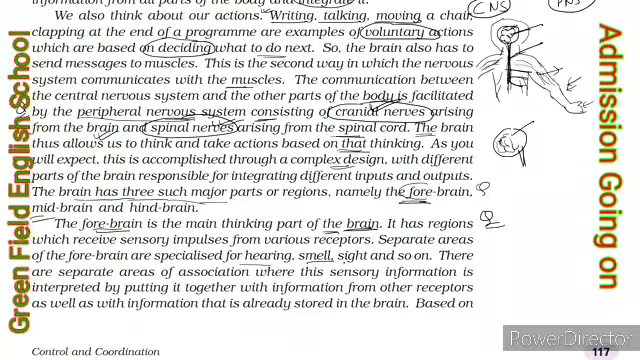 information from all parts of the body and integrate it.
We also think about our actions. Writing, talking, moving a chair,
clapping at the end of a programme are examples of voluntary actions
which are based on deciding what to do next. So, the brain also has to
send messages to muscles. This is the second way in which the nervous
system communicates with the muscles. The communication between
the central nervous system and the other parts of the body is facilitated
by the peripheral nervous system consisting of cranial nerves arising
from the brain and spinal nerves arising from the spinal cord. The brain
thus allows us to think and take actions based on that thinking. As you
will expect, this is accomplished through a complex design, with different
parts of the brain responsible for integrating different inputs and outputs.
The brain has three such major parts or regions, namely the fore-brain,
mid-brain and hind-brain.
The fore-brain is the main thinking part of the brain. It has regions
which receive sensory impulses from various receptors. Separate areas
of the fore-brain are specialised for hearing, smell, sight and so on. There
are separate areas of association where this sensory information is
interpreted by putting it together with information from other receptors
as well as with information that is already stored in the brain. Based on
Control and Coordination
117
CNS
PNS
Green Field English School
Admission Going on
PowerDirector